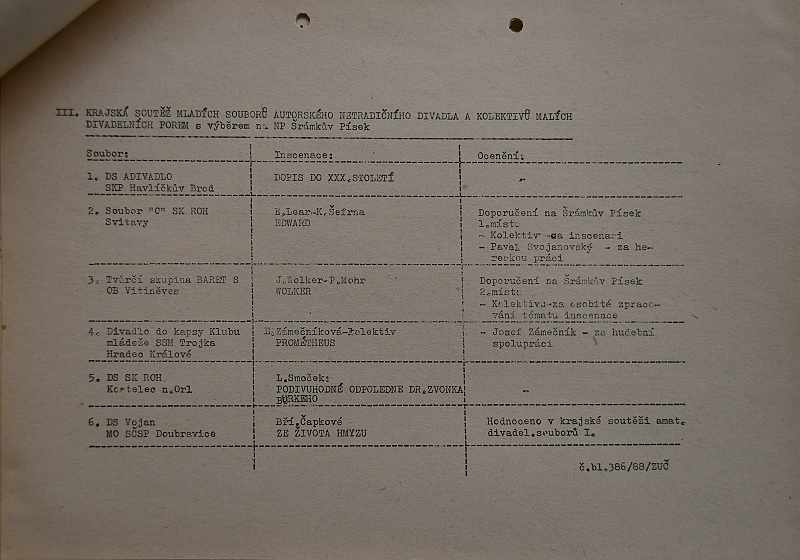 III. KRAJSKÁ SOUTĚŽ MLADÍCH SOUBORŮ AUTORSKÉHO NETRADIČNÍHO DIVADLA A KOLEKTIVŮ MALÝCH
DIVADELNÍCH FOREM s výběrem na NP Šrámkův Písek
Soubor: Inscenace: Ocenění:
1. DS ADIVADLO DOPIS DO XXX.STOLETÍ -
SKP Havlíčkův Brod
2. Soubor "C" SK ROH E.Lear-K.Šefrna Doporučení na Šrámkův Písek
Svitavy EDWARD 1.místo
- Kolektiv za inscenaci
- Pavel Svojanovský - za he-
reckou práci
3. Tvůrčí skupina BARET S J.Wolker-P.Mohr Doporučení na Šrámkův Písek
OB Vitiněves WOLKER 2.místo
- Kolektivu-za osobité zpraco-
vání tématu inscenace
4. Divadlo do kapsy Klubu Zámečníková-kolektiv - Josef Zámečník - za hudební
mládeže SSM Trojka PROMÉTHEUS spolupráci
Hradec Králové
5. DS SK ROH L.Smoček:
Kostelec n.Orl PODIVUHODNÉ ODPOLEDNE DR.ZVONKA -
BURKEHO
6. DS Vojan Bří.Čapkové Hodnoceno v krajské soutěži amat.
MO SČSP Doubravice ZE ŽIVOTA HMYZU divadel.souborů I.
č.bl.386/88/ZUČ